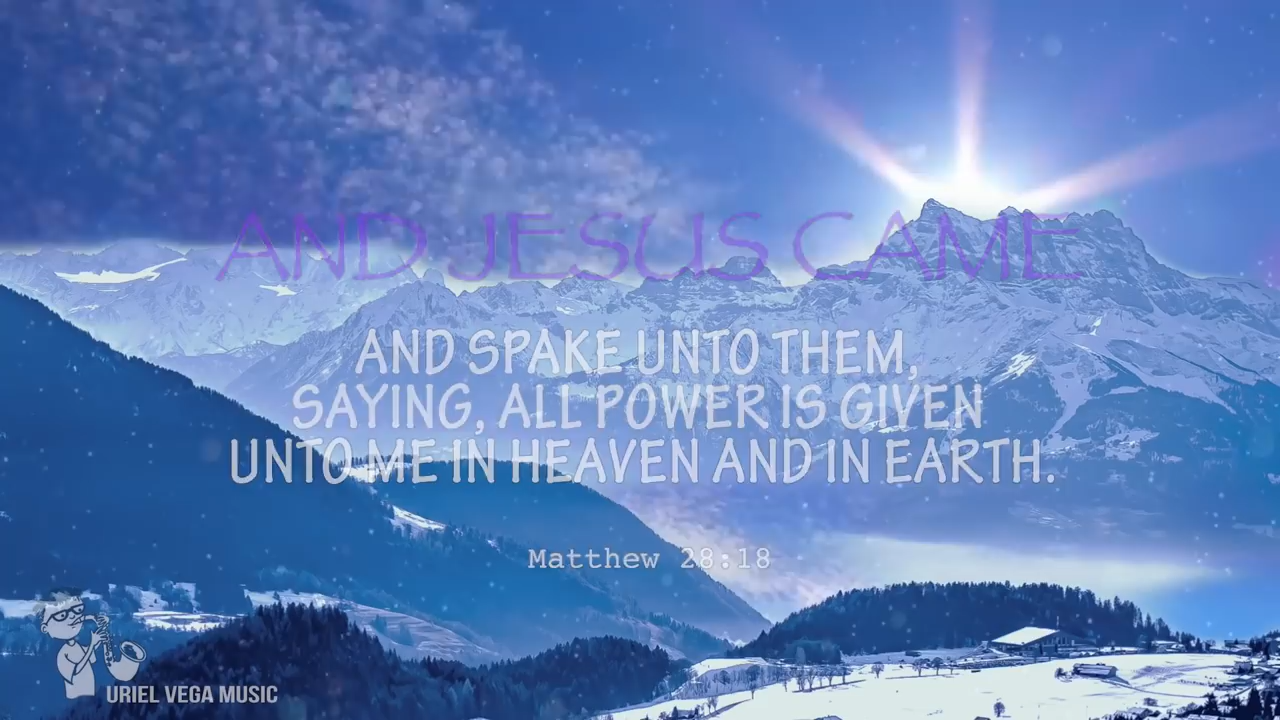 AND JESUS CAME
AND SPAKE UNTO THEM,
SAYING, ALL POWER IS GIVEN
UNTO ME IN HEAVEN AND IN EARTH.
Matthew 28:18
URIEL VEGA MUSIC